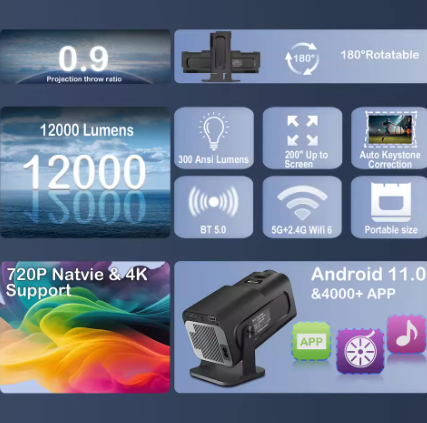 0.9
Projection throw ratio
180°
180°Rotatable
12000 Lumens
12000
300 Ansi Lumens
200" Up to
Screen
Auto Keystone
Correction
BT 5.0
5G+2.4G Wifi 6
Portable size
720P Natvie & 4K
Support
Android 11.0
&4000+ APP
APP